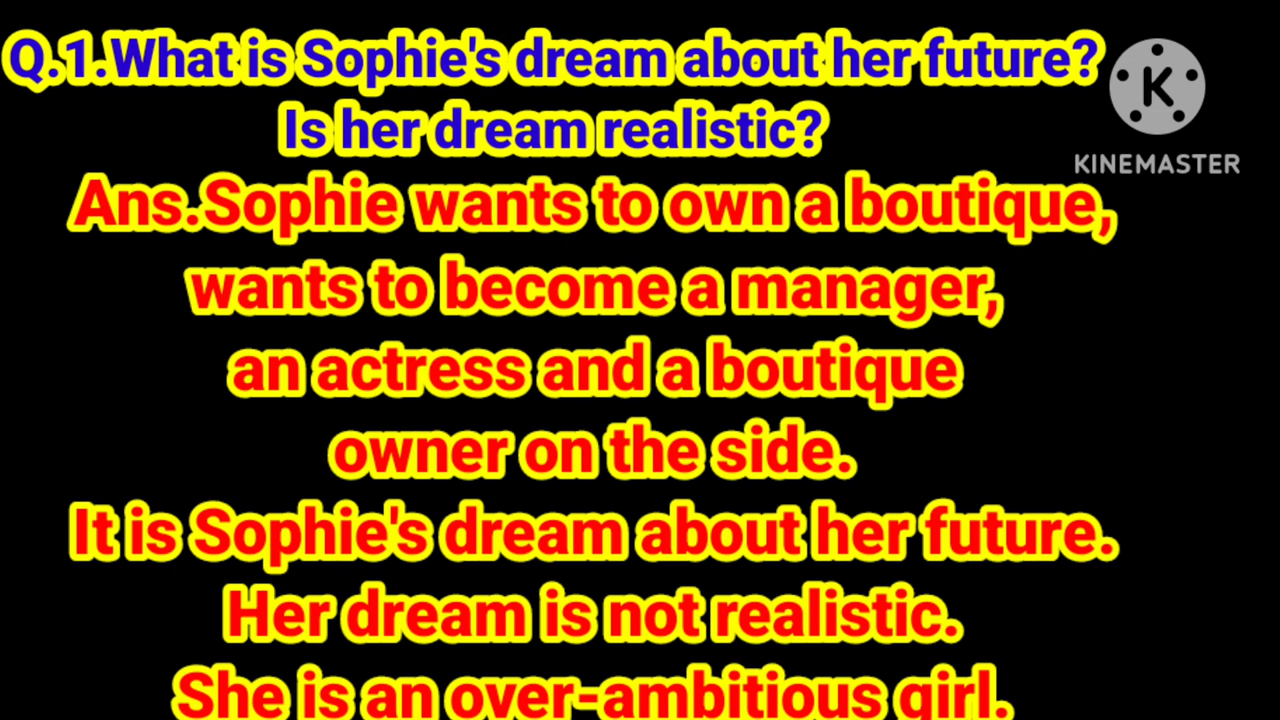 Q.1.What is Sophie's dream about her future?
Is her dream realistic?
K
KINEMASTER
Ans.Sophie wants to own a boutique,
wants to become a manager,
an actress and a boutique
owner on the side.
It is Sophie's dream about her future.
Her dream is not realistic.
She is an over-ambitious girl.